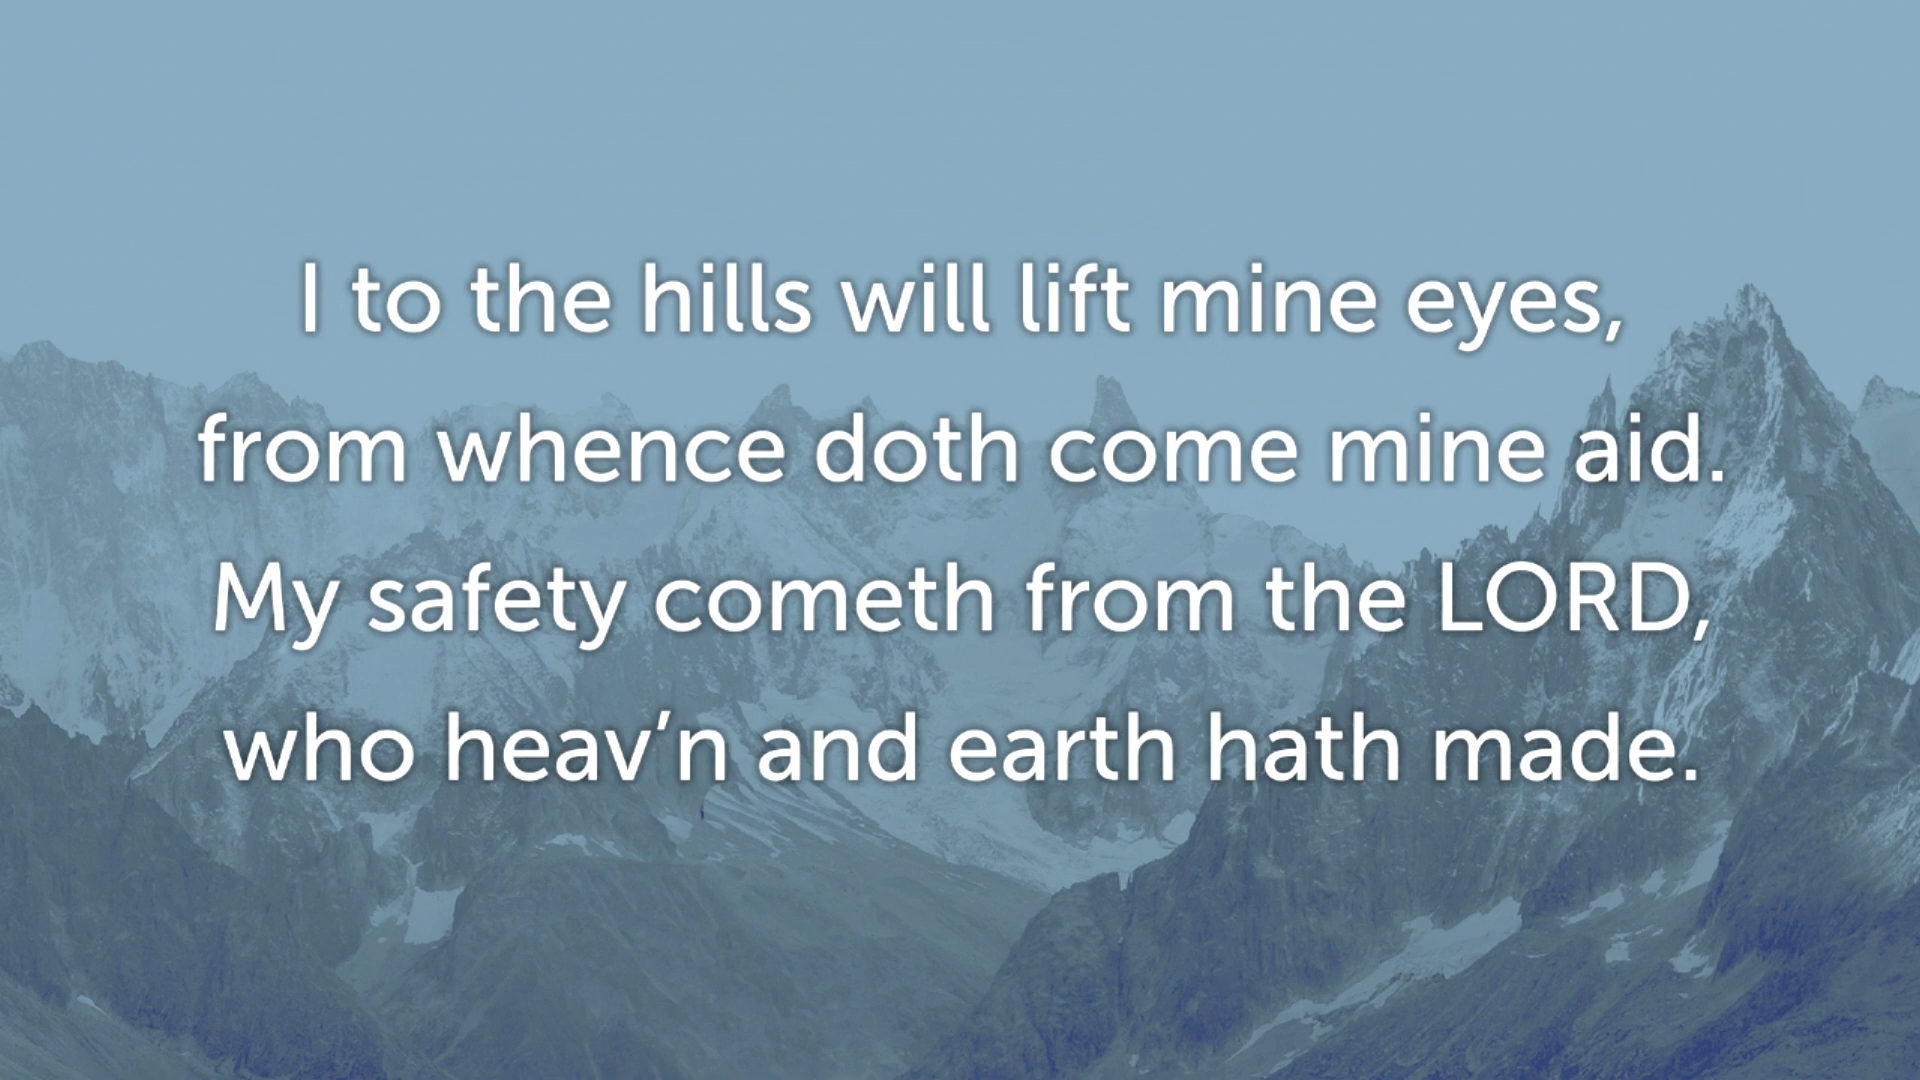 I to the hills will lift mine eyes,
from whence doth come mine aid.
My safety cometh from the LORD,
who heav’n and earth hath made.